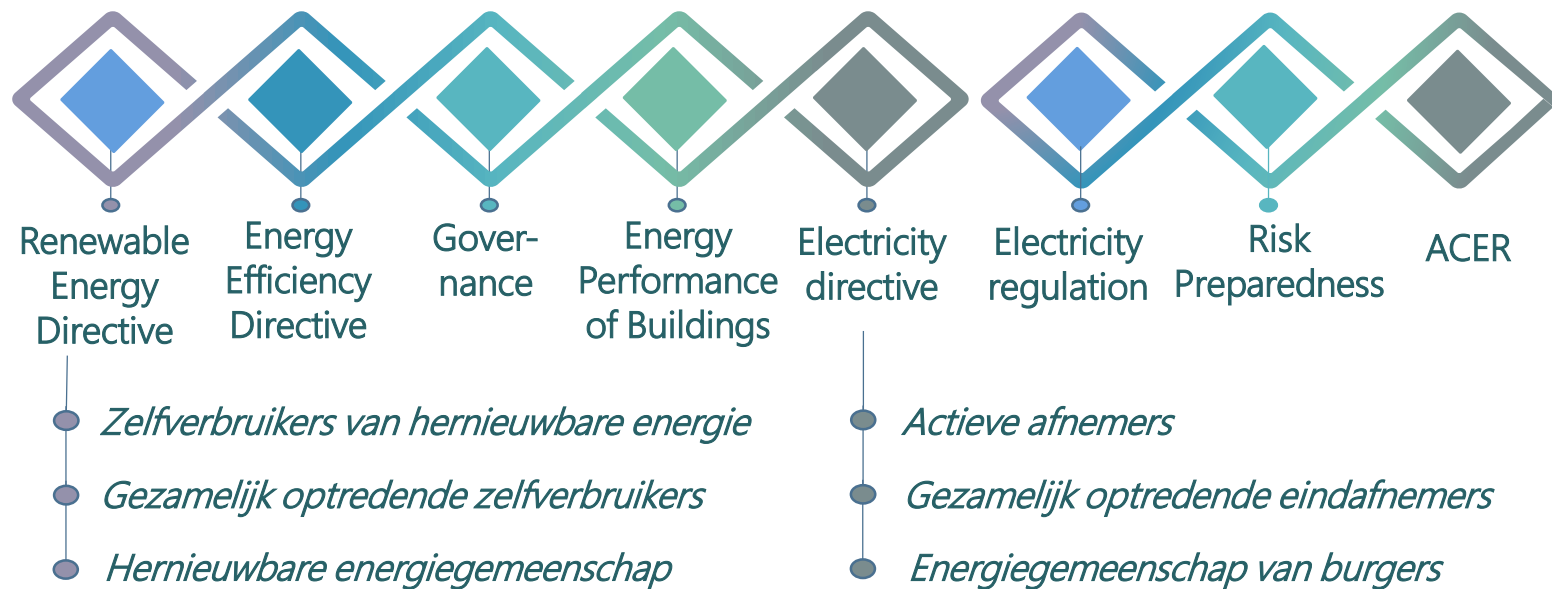 Renewable
Energy
Directive
Energy
Efficiency
Directive
Gover-
nance
Energy
Performance
of Buildings
Electricity
directive
Electricity
regulation
Risk
Preparedness
ACER
Zelfverbruikers van hernieuwbare energie
Gezamelijk optredende zelfverbruikers
Hernieuwbare energiegemeenschap
Actieve afnemers
Gezamelijk optredende eindafnemers
Energiegemeenschap van burgers